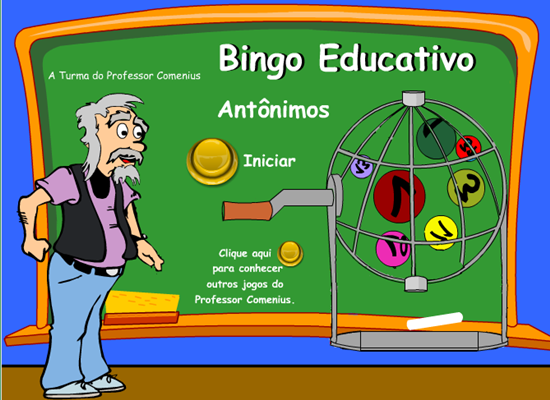 Bingo Educativo
A Turma do Professor Comenius
Antônimos
Iniciar
Clique aqui
para conhecer
outros jogos do
Professor Comenius.